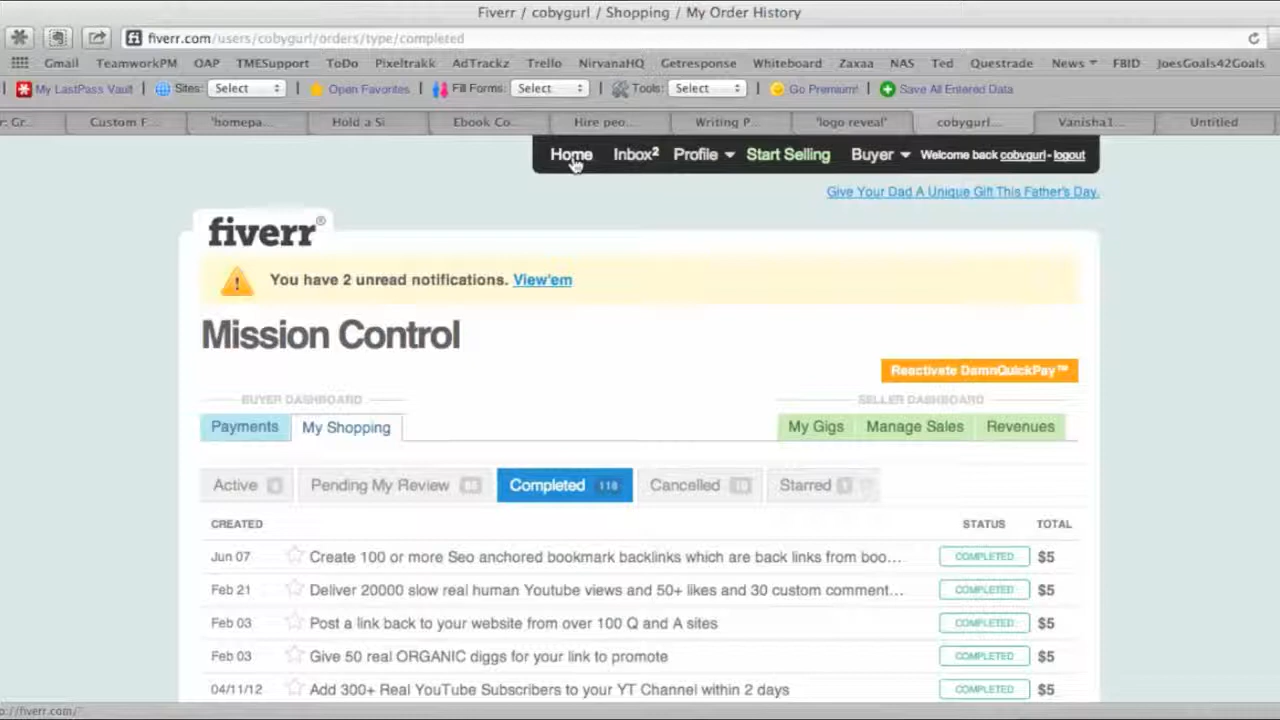 Fiverr / cobygurl / Shopping / My Order History
fiverr.com/users/cobygurl/orders/type/completed
Gmail TeamworkPM OAP TMESupport ToDo Pixeltrakk AdTrackz Trello NirvanaHQ Getresponse Whiteboard Zaxaa NAS Ted Questrade News FBID JoesGoals42Goals
My LastPass Vault Sites: Select Open Favorites Fill Forms: Select Tools: Select Go Premium! Save All Entered Data
r: Gr... Custom F... 'homepa... Hold a Si Ebook Co... Hire peo... Writing P... 'logo reveal' cobygurl... Vanisha1... Untitled
Home Inbox² Profile Start Selling Buyer Welcome back cobygurl - logout
Give Your Dad A Unique Gift This Father's Day.
fiverr®
You have 2 unread notifications. View'em
Mission Control
Reactivate DamnQuickPay™
BUYER DASHBOARD SELLER DASHBOARD
Payments My Shopping My Gigs Manage Sales Revenues
Active Pending My Review Completed 118 Cancelled Starred 1
CREATED STATUS TOTAL
Jun 07 Create 100 or more Seo anchored bookmark backlinks which are back links from boo... COMPLETED $5
Feb 21 Deliver 20000 slow real human Youtube views and 50+ likes and 30 custom comment... COMPLETED $5
Feb 03 Post a link back to your website from over 100 Q and A sites COMPLETED $5
Feb 03 Give 50 real ORGANIC diggs for your link to promote COMPLETED $5
04/11/12 Add 300+ Real YouTube Subscribers to your YT Channel within 2 days COMPLETED $5
p://fiverr.com/